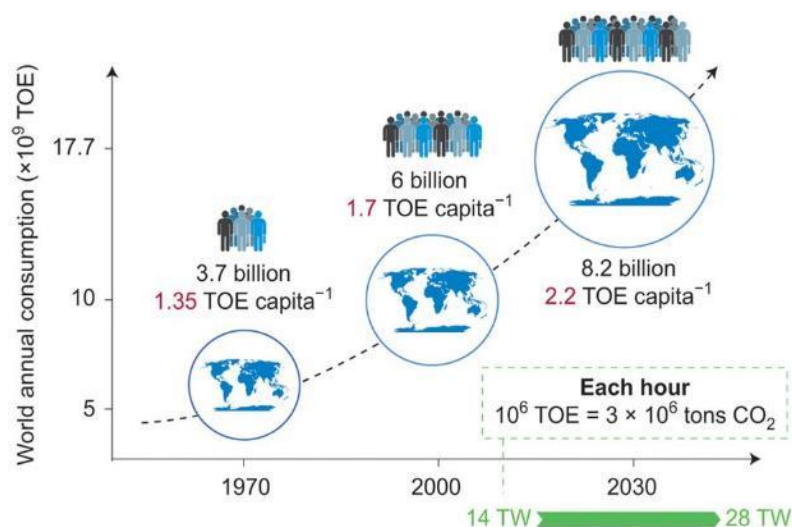 World annual consumption (×10⁹ TOE)
17.7
10
5
3.7 billion
1.35 TOE capita⁻¹
6 billion
1.7 TOE capita⁻¹
8.2 billion
2.2 TOE capita⁻¹
Each hour
10⁶ TOE = 3 × 10⁶ tons CO₂
1970
2000
2030
14 TW
28 TW